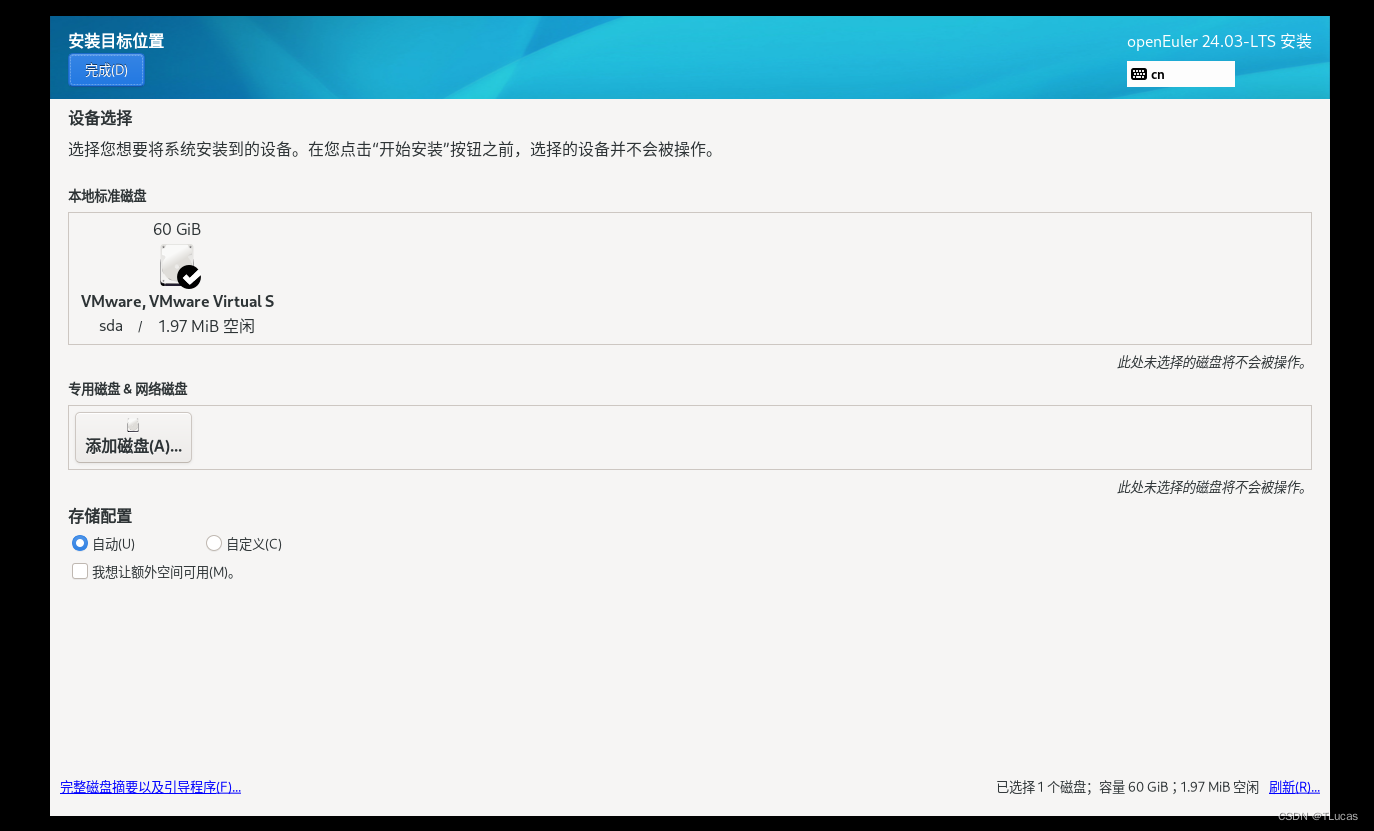 安装目标位置
openEuler 24.03-LTS 安装
完成(D)
cn
设备选择
选择您想要将系统安装到的设备。在您点击“开始安装”按钮之前，选择的设备并不会被操作。
本地标准磁盘
60 GiB
VMware, VMware Virtual S
sda / 1.97 MiB 空闲
此处未选择的磁盘将不会被操作。
专用磁盘 & 网络磁盘
添加磁盘(A)...
此处未选择的磁盘将不会被操作。
存储配置
自动(U) 自定义(C)
我想让额外空间可用(M)。
完整磁盘摘要以及引导程序(F)... 已选择 1 个磁盘；容量 60 GiB；1.97 MiB 空闲 刷新(R)...
CSDN @YLucas